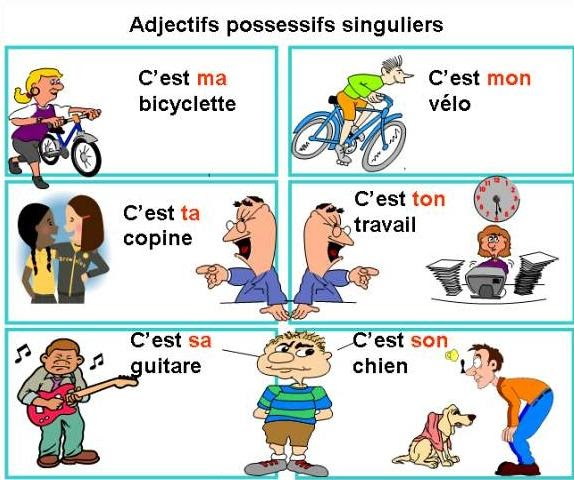 Adjectifs possessifs singuliers
C'est ma
bicyclette
C'est mon
vélo
C'est ta
copine
C'est ton
travail
C'est sa
guitare
C'est son
chien